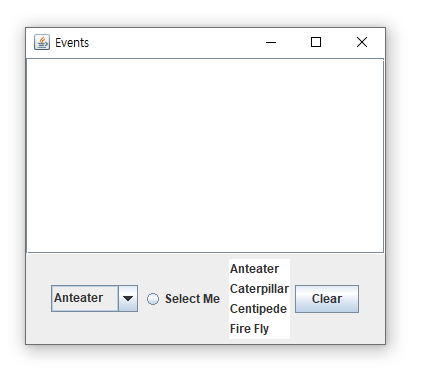 Events
Anteater
Select Me
Anteater
Caterpillar
Centipede
Fire Fly
Clear